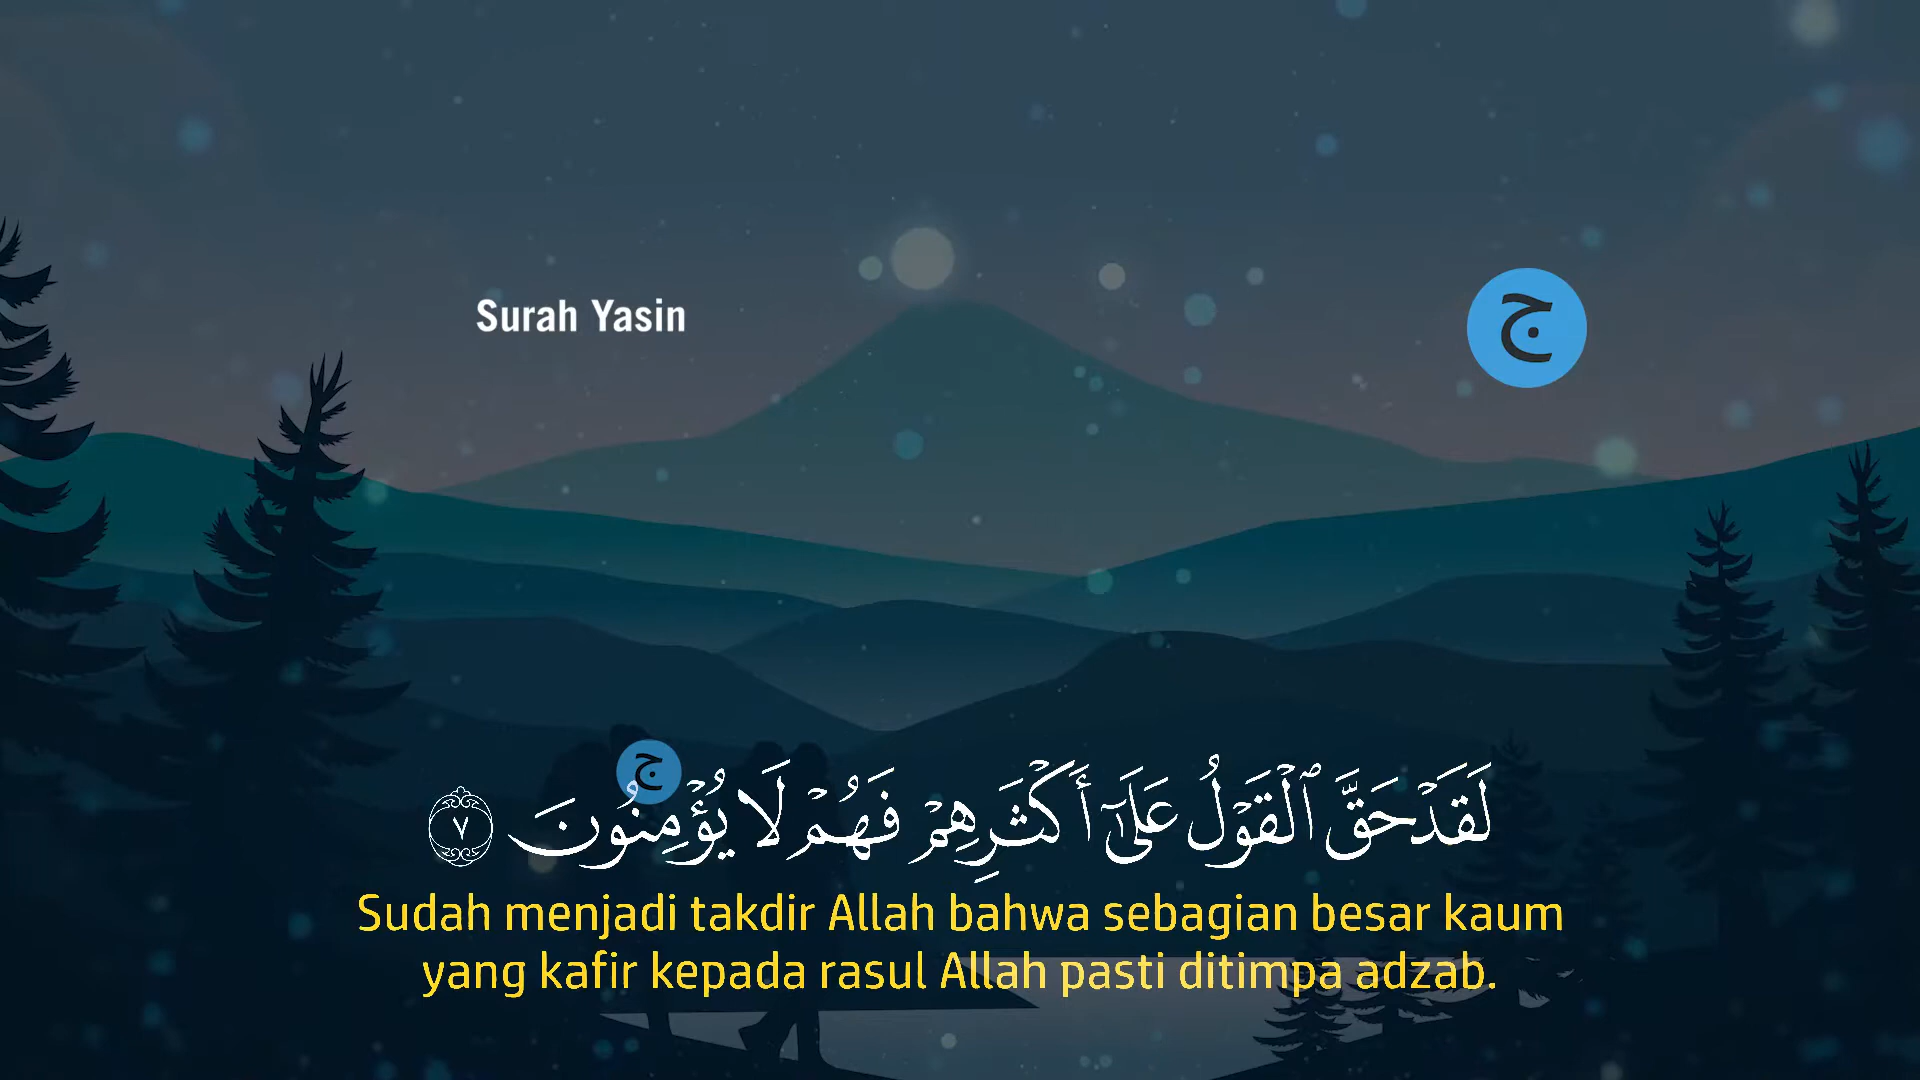 Surah Yasin
ج
ج
لَقَدْ حَقَّ ٱلْقَوْلُ عَلَىٰٓ أَكْثَرِهِمْ فَهُمْ لَا يُؤْمِنُونَ ٧
Sudah menjadi takdir Allah bahwa sebagian besar kaum
yang kafir kepada rasul Allah pasti ditimpa adzab.